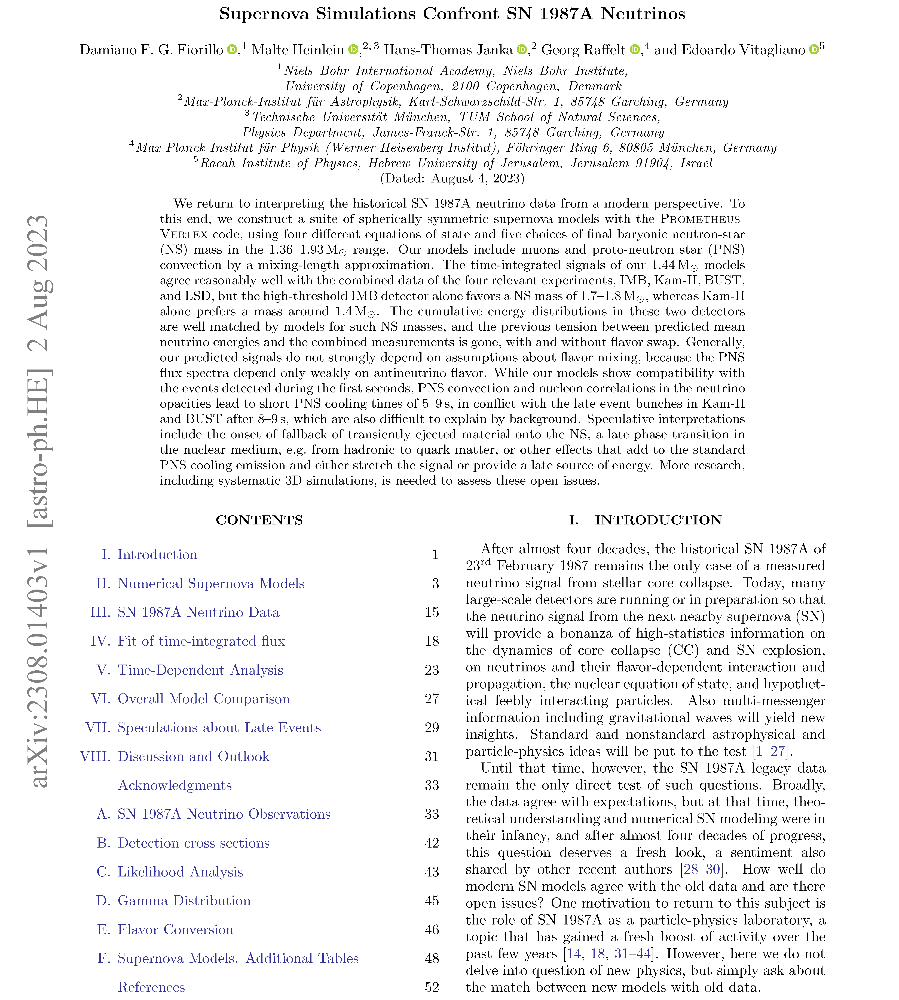 Supernova Simulations Confront SN 1987A Neutrinos
Damiano F. G. Fiorillo iD,1 Malte Heinlein iD,2, 3 Hans-Thomas Janka iD,2 Georg Raffelt iD,4 and Edoardo Vitagliano iD5
1Niels Bohr International Academy, Niels Bohr Institute,
University of Copenhagen, 2100 Copenhagen, Denmark
2Max-Planck-Institut für Astrophysik, Karl-Schwarzschild-Str. 1, 85748 Garching, Germany
3Technische Universität München, TUM School of Natural Sciences,
Physics Department, James-Franck-Str. 1, 85748 Garching, Germany
4Max-Planck-Institut für Physik (Werner-Heisenberg-Institut), Föhringer Ring 6, 80805 München, Germany
5Racah Institute of Physics, Hebrew University of Jerusalem, Jerusalem 91904, Israel
(Dated: August 4, 2023)
We return to interpreting the historical SN 1987A neutrino data from a modern perspective. To
this end, we construct a suite of spherically symmetric supernova models with the Prometheus-
Vertex code, using four different equations of state and five choices of final baryonic neutron-star
(NS) mass in the 1.36–1.93 M⊙ range. Our models include muons and proto-neutron star (PNS)
convection by a mixing-length approximation. The time-integrated signals of our 1.44 M⊙ models
agree reasonably well with the combined data of the four relevant experiments, IMB, Kam-II, BUST,
and LSD, but the high-threshold IMB detector alone favors a NS mass of 1.7–1.8 M⊙, whereas Kam-II
alone prefers a mass around 1.4 M⊙. The cumulative energy distributions in these two detectors
are well matched by models for such NS masses, and the previous tension between predicted mean
neutrino energies and the combined measurements is gone, with and without flavor swap. Generally,
our predicted signals do not strongly depend on assumptions about flavor mixing, because the PNS
flux spectra depend only weakly on antineutrino flavor. While our models show compatibility with
the events detected during the first seconds, PNS convection and nucleon correlations in the neutrino
opacities lead to short PNS cooling times of 5–9 s, in conflict with the late event bunches in Kam-II
and BUST after 8–9 s, which are also difficult to explain by background. Speculative interpretations
include the onset of fallback of transiently ejected material onto the NS, a late phase transition in
the nuclear medium, e.g. from hadronic to quark matter, or other effects that add to the standard
PNS cooling emission and either stretch the signal or provide a late source of energy. More research,
including systematic 3D simulations, is needed to assess these open issues.
arXiv:2308.01403v1 [astro-ph.HE] 2 Aug 2023
CONTENTS
I. Introduction 1
II. Numerical Supernova Models 3
III. SN 1987A Neutrino Data 15
IV. Fit of time-integrated flux 18
V. Time-Dependent Analysis 23
VI. Overall Model Comparison 27
VII. Speculations about Late Events 29
VIII. Discussion and Outlook 31
Acknowledgments 33
A. SN 1987A Neutrino Observations 33
B. Detection cross sections 42
C. Likelihood Analysis 43
D. Gamma Distribution 45
E. Flavor Conversion 46
F. Supernova Models. Additional Tables 48
References 52
I. INTRODUCTION
After almost four decades, the historical SN 1987A of
23rd February 1987 remains the only case of a measured
neutrino signal from stellar core collapse. Today, many
large-scale detectors are running or in preparation so that
the neutrino signal from the next nearby supernova (SN)
will provide a bonanza of high-statistics information on
the dynamics of core collapse (CC) and SN explosion,
on neutrinos and their flavor-dependent interaction and
propagation, the nuclear equation of state, and hypothet-
ical feebly interacting particles. Also multi-messenger
information including gravitational waves will yield new
insights. Standard and nonstandard astrophysical and
particle-physics ideas will be put to the test [1–27].
Until that time, however, the SN 1987A legacy data
remain the only direct test of such questions. Broadly,
the data agree with expectations, but at that time, theo-
retical understanding and numerical SN modeling were in
their infancy, and after almost four decades of progress,
this question deserves a fresh look, a sentiment also
shared by other recent authors [28–30]. How well do
modern SN models agree with the old data and are there
open issues? One motivation to return to this subject is
the role of SN 1987A as a particle-physics laboratory, a
topic that has gained a fresh boost of activity over the
past few years [14, 18, 31–44]. However, here we do not
delve into question of new physics, but simply ask about
the match between new models with old data.